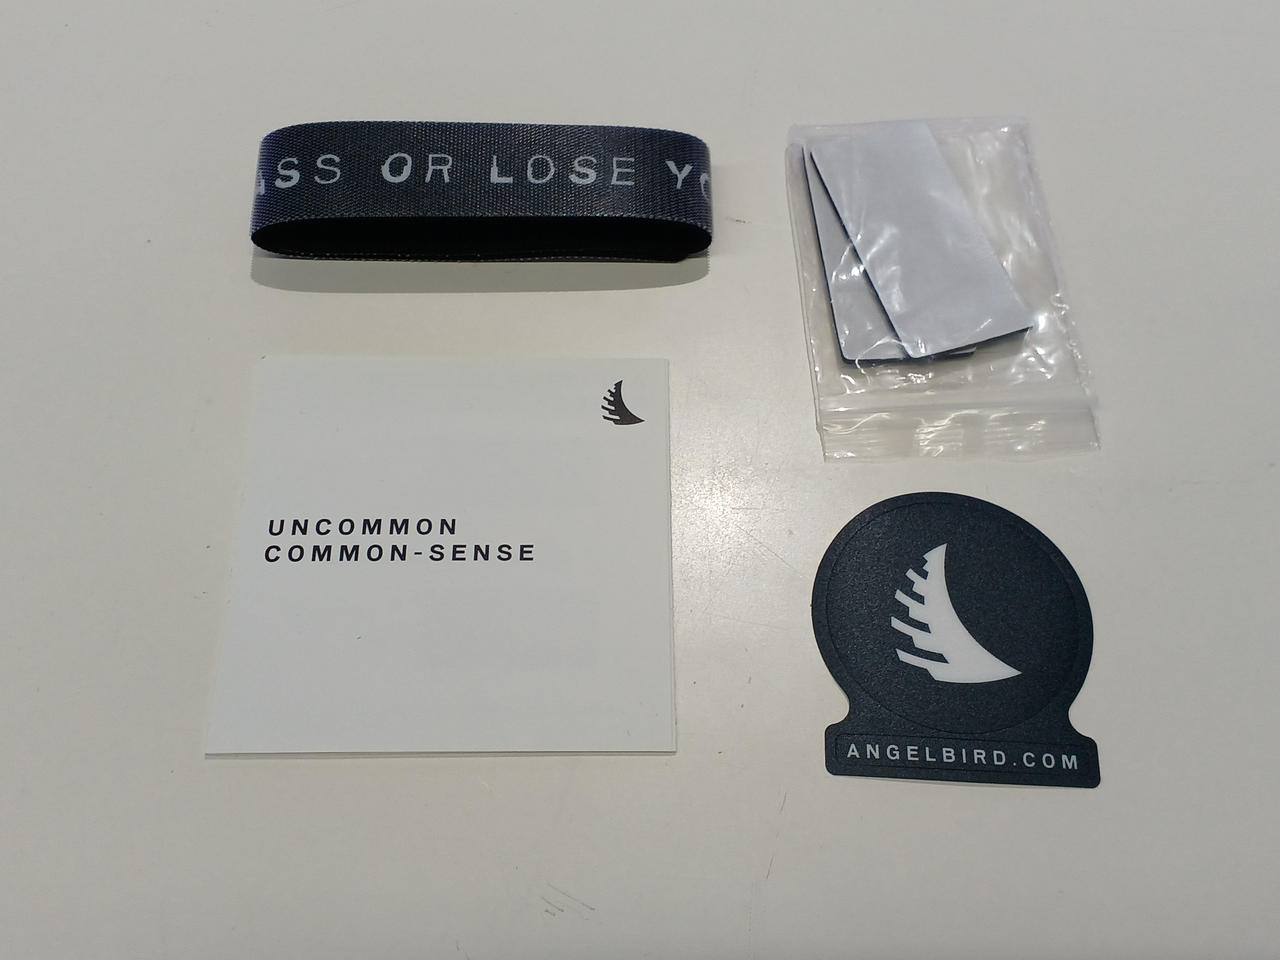 SS OR LOSE
UNCOMMON
COMMON-SENSE
ANGELBIRD.COM